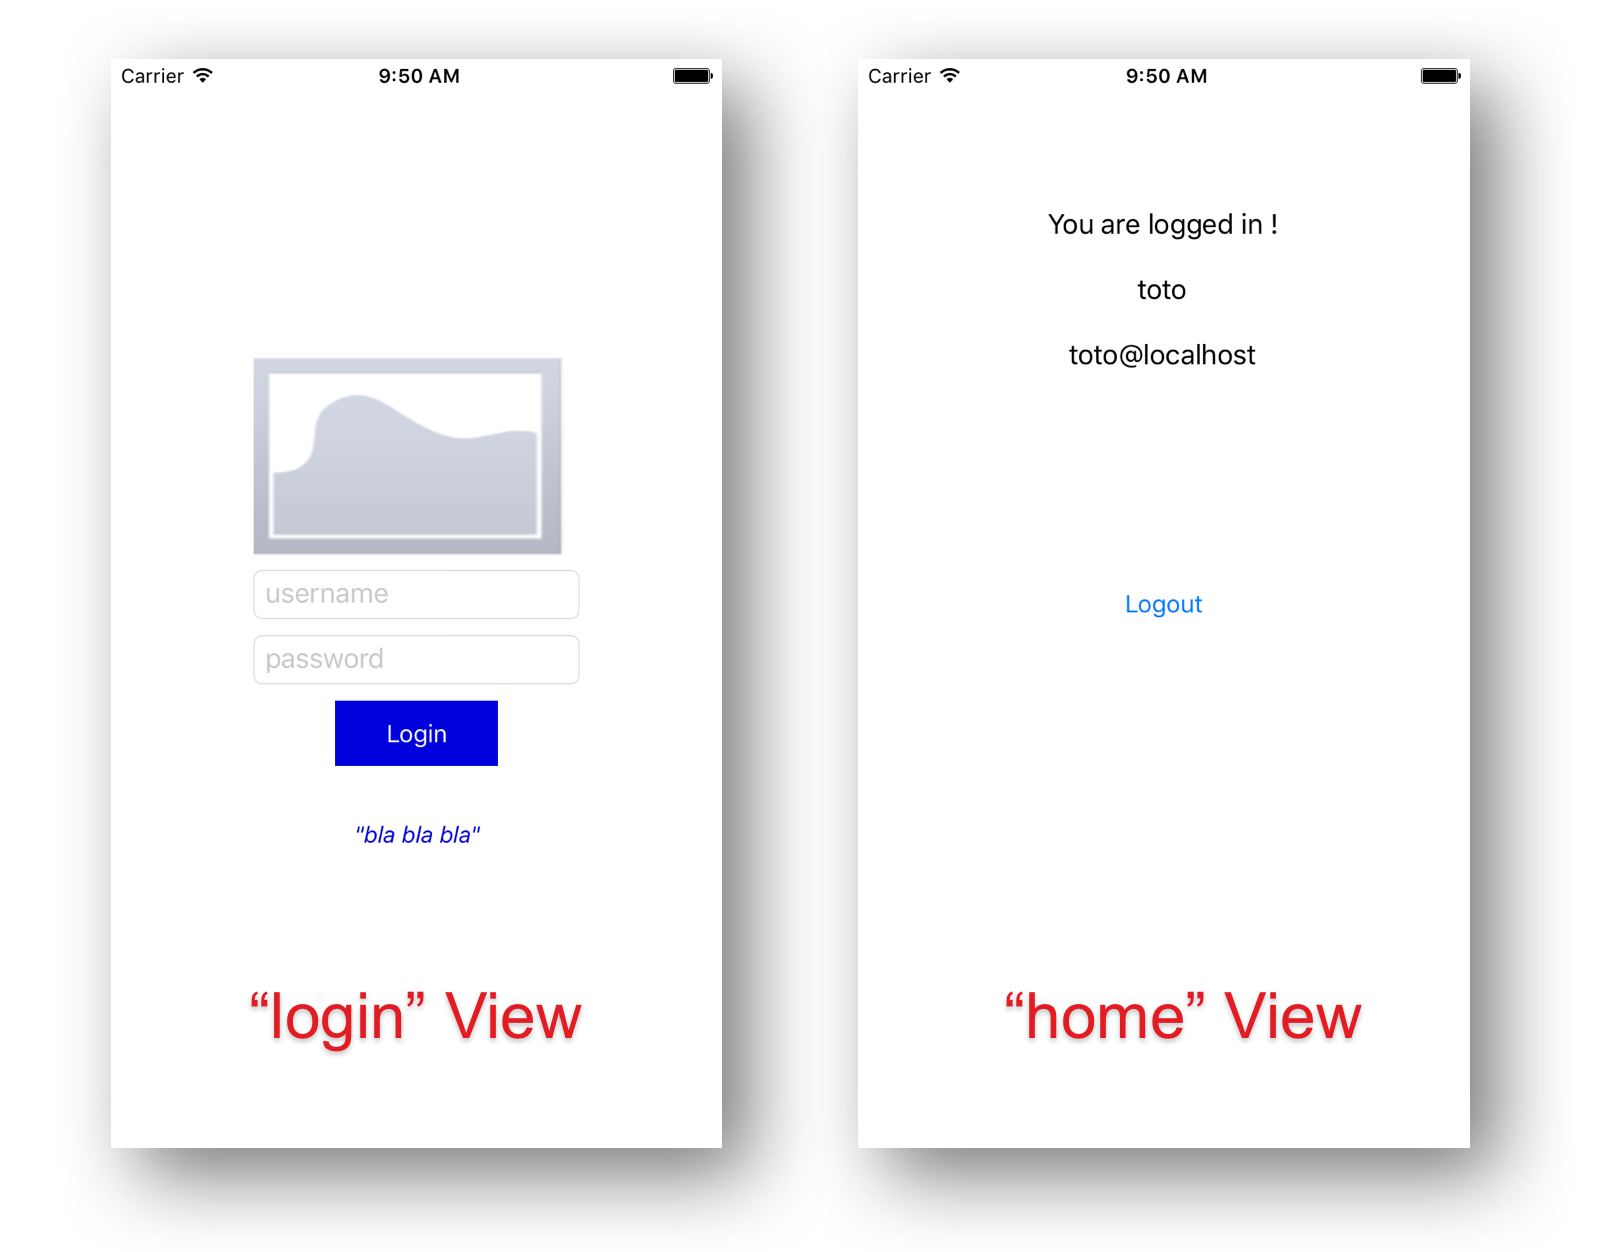 Carrier 9:50 AM
username
password
Login
"bla bla bla"
“login” View
Carrier 9:50 AM
You are logged in !
toto
toto@localhost
Logout
“home” View